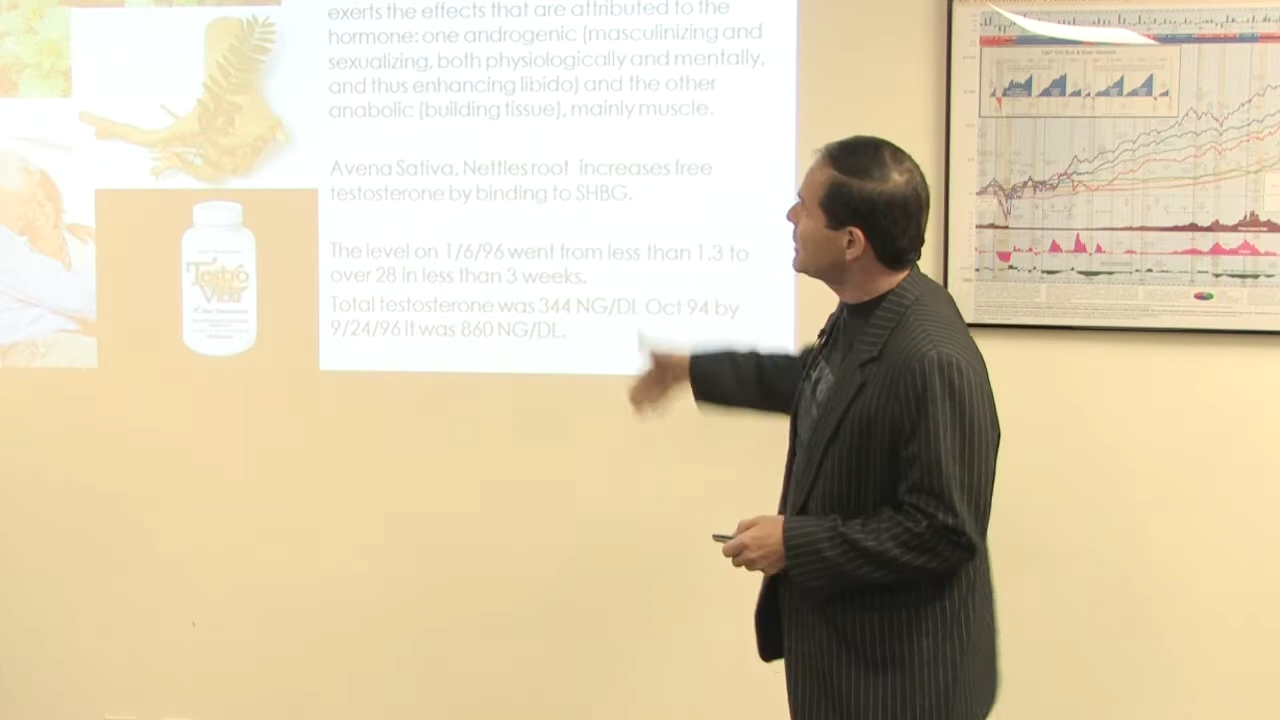 exerts the effects that are attributed to the
hormone: one androgenic (masculinizing and
sexualizing, both physiologically and mentally,
and thus enhancing libido) and the other
anabolic (building tissue), mainly muscle.
Avena Sativa, Nettles root increases free
testosterone by binding to SHBG.
The level on 1/6/96 went from less than 1.3 to
over 28 in less than 3 weeks.
Total testosterone was 344 NG/DL Oct 94 by
9/24/96 it was 860 NG/DL.
Testro
Vida